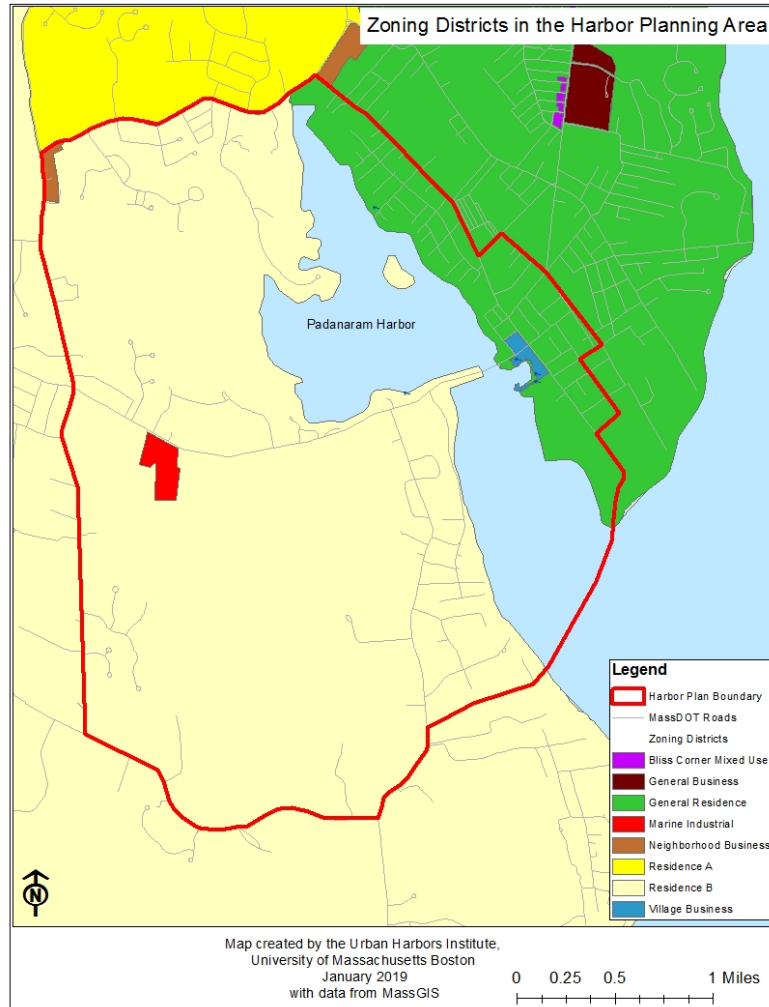 Zoning Districts in the Harbor Planning Area
Padanaram Harbor
Legend
Harbor Plan Boundary
MassDOT Roads
Zoning Districts
Bliss Corner Mixed Use
General Business
General Residence
Marine Industrial
Neighborhood Business
Residence A
Residence B
Village Business
N
Map created by the Urban Harbors Institute,
University of Massachusetts Boston
January 2019
with data from MassGIS
0 0.25 0.5 1 Miles